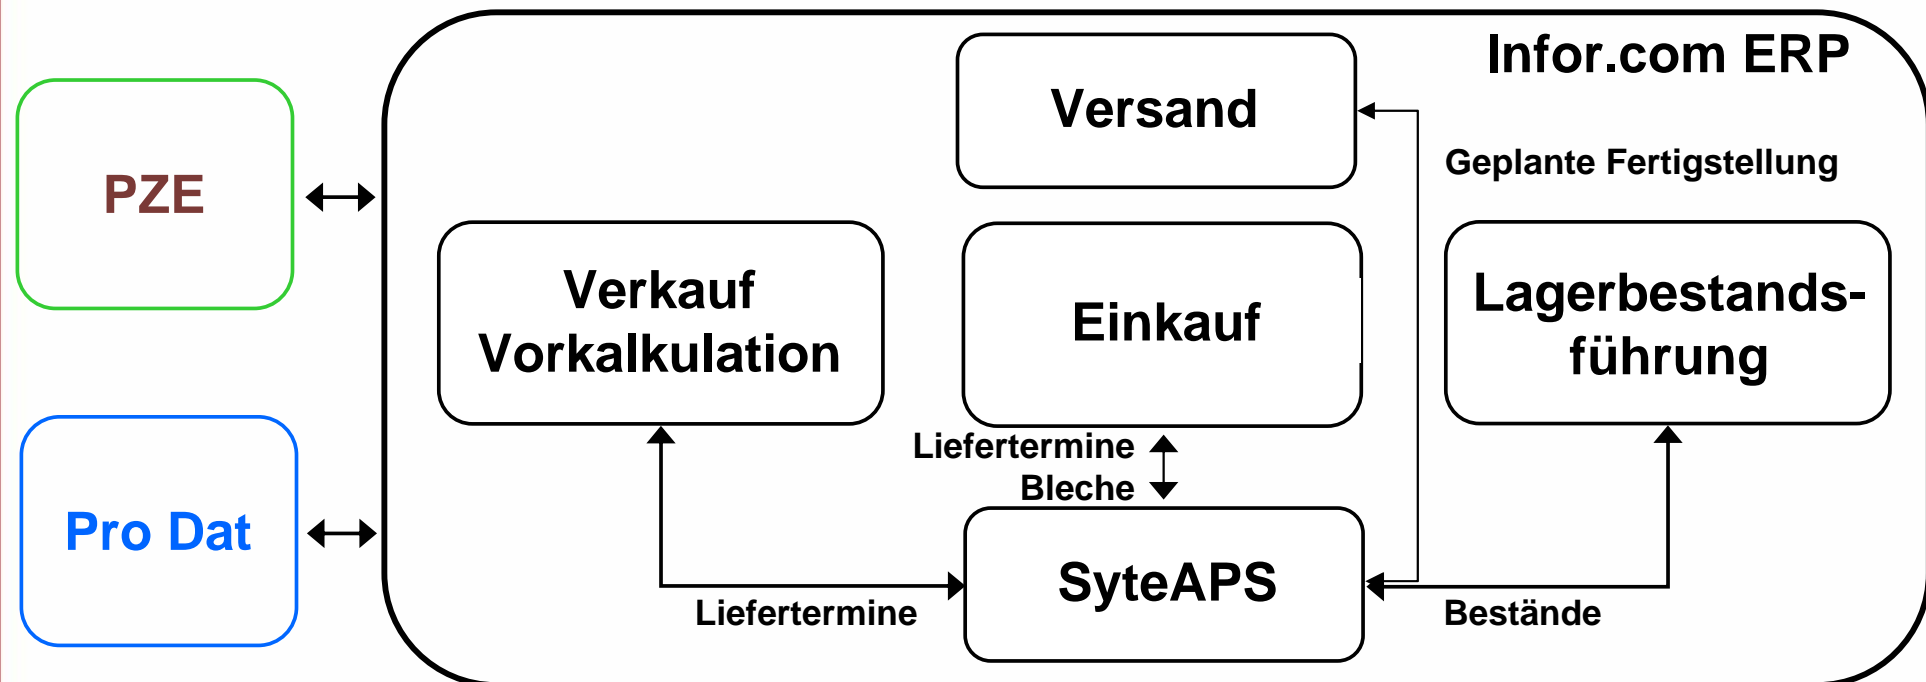 Infor.com ERP
Versand
Geplante Fertigstellung
PZE
Verkauf
Vorkalkulation
Einkauf
Lagerbestands-
führung
Liefertermine
Bleche
Pro Dat
SyteAPS
Liefertermine
Bestände